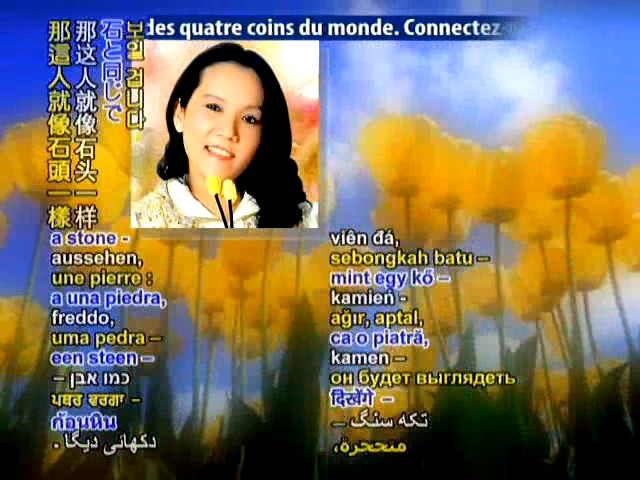 des quatre coins du monde. Connectez-
보일 겁니다
石と同じで
那这人就像石头一样
那這人就像石頭一樣
a stone -
aussehen,
une pierre :
a una piedra,
freddo,
uma pedra –
een steen –
כמו אבן –
ਪਥਰ ਵਰਗਾ –
ก้อนหิน
دکھائی دیگا ۔
viên đá,
sebongkah batu –
mint egy kő –
kamień -
ağır, aptal,
ca o piatră,
kamen –
он будет выглядеть
दिखेंगे –
تکه سنگ –
متحجرة،